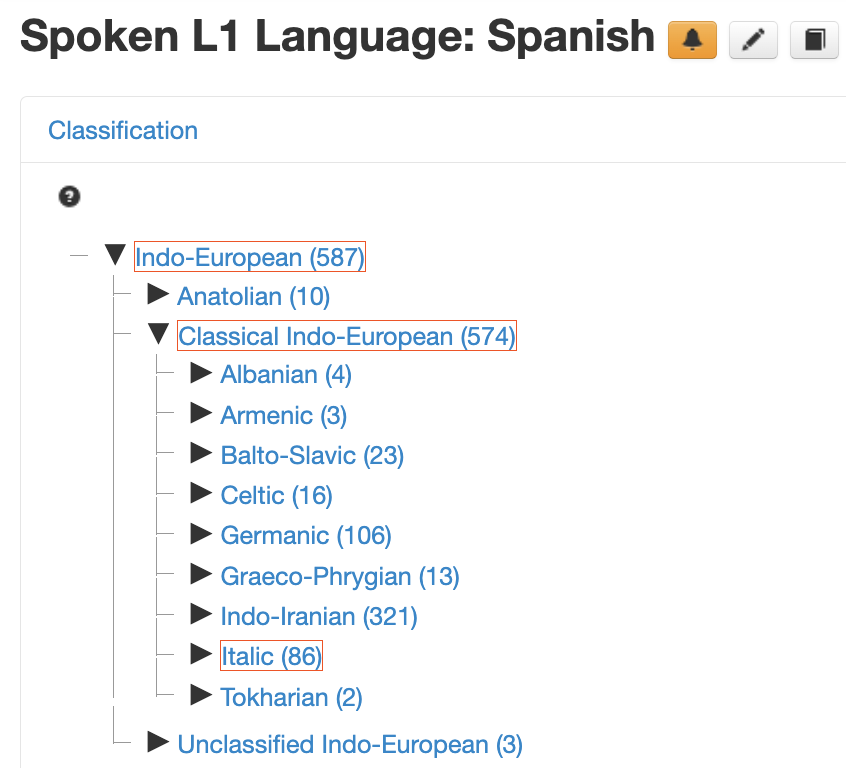 Spoken L1 Language: Spanish
Classification
?
Indo-European (587)
Anatolian (10)
Classical Indo-European (574)
Albanian (4)
Armenic (3)
Balto-Slavic (23)
Celtic (16)
Germanic (106)
Graeco-Phrygian (13)
Indo-Iranian (321)
Italic (86)
Tokharian (2)
Unclassified Indo-European (3)